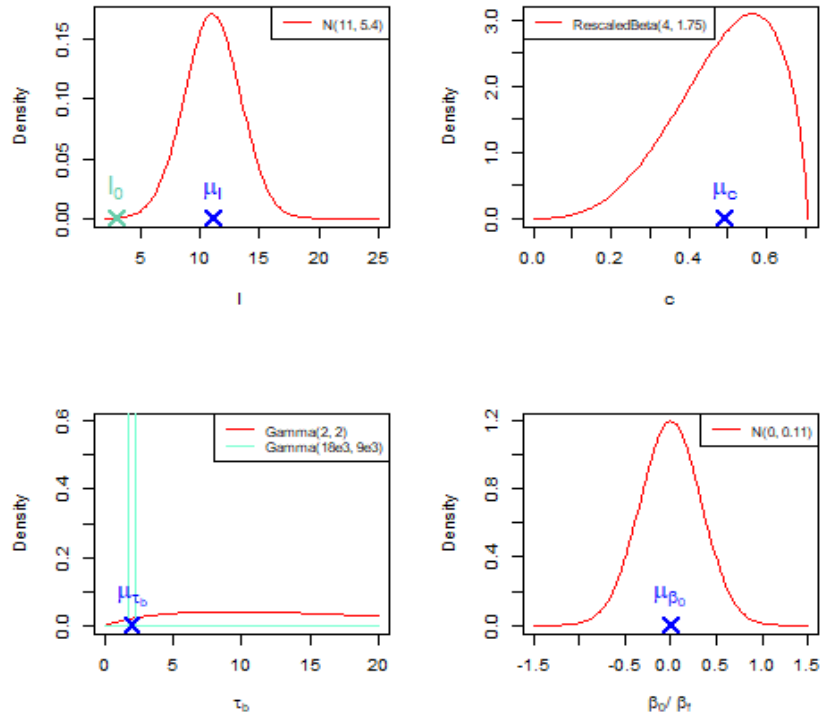 N(11, 5.4)
Density
0.00 0.05 0.10 0.15
l₀
μₗ
5 10 15 20 25
l
RescaledBeta(4, 1.75)
Density
0.0 1.0 2.0 3.0
μ꜀
0.0 0.2 0.4 0.6
c
Gamma(2, 2)
Gamma(18e3, 9e3)
Density
0.0 0.2 0.4 0.6
μτb
0 5 10 15 20
τb
N(0, 0.11)
Density
0.0 0.4 0.8 1.2
μβ₀
-1.5 -0.5 0.0 0.5 1.0 1.5
β₀/ βf